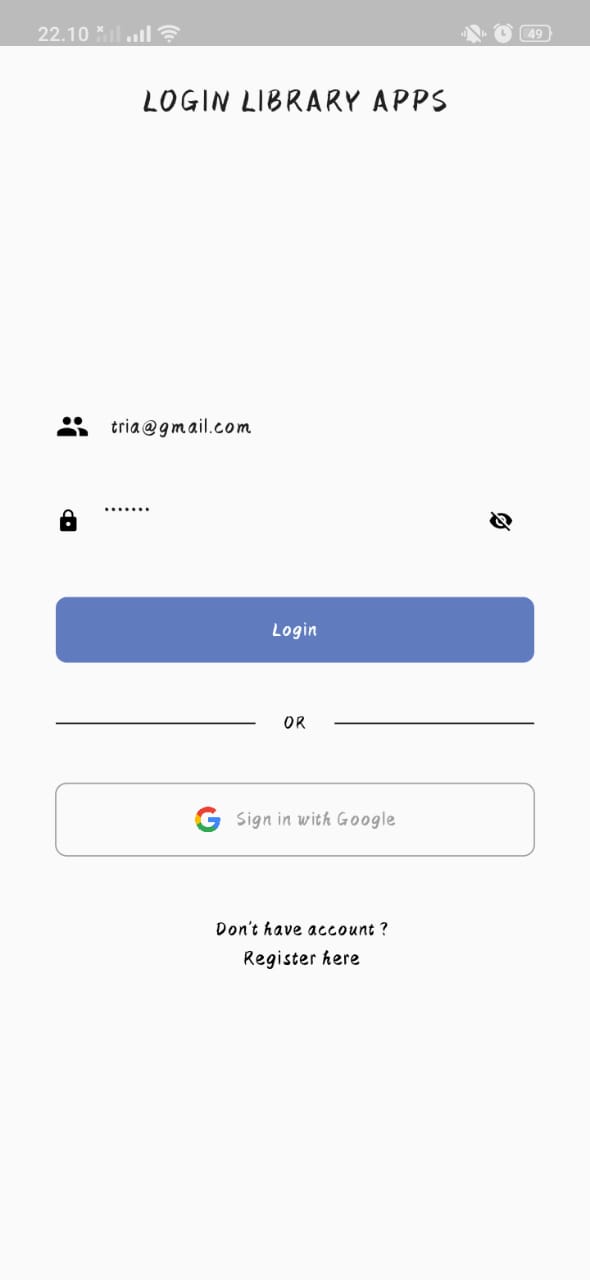 22.10
49
LOGIN LIBRARY APPS
tria@gmail.com
•••••••
Login
OR
Sign in with Google
Don't have account ?
Register here